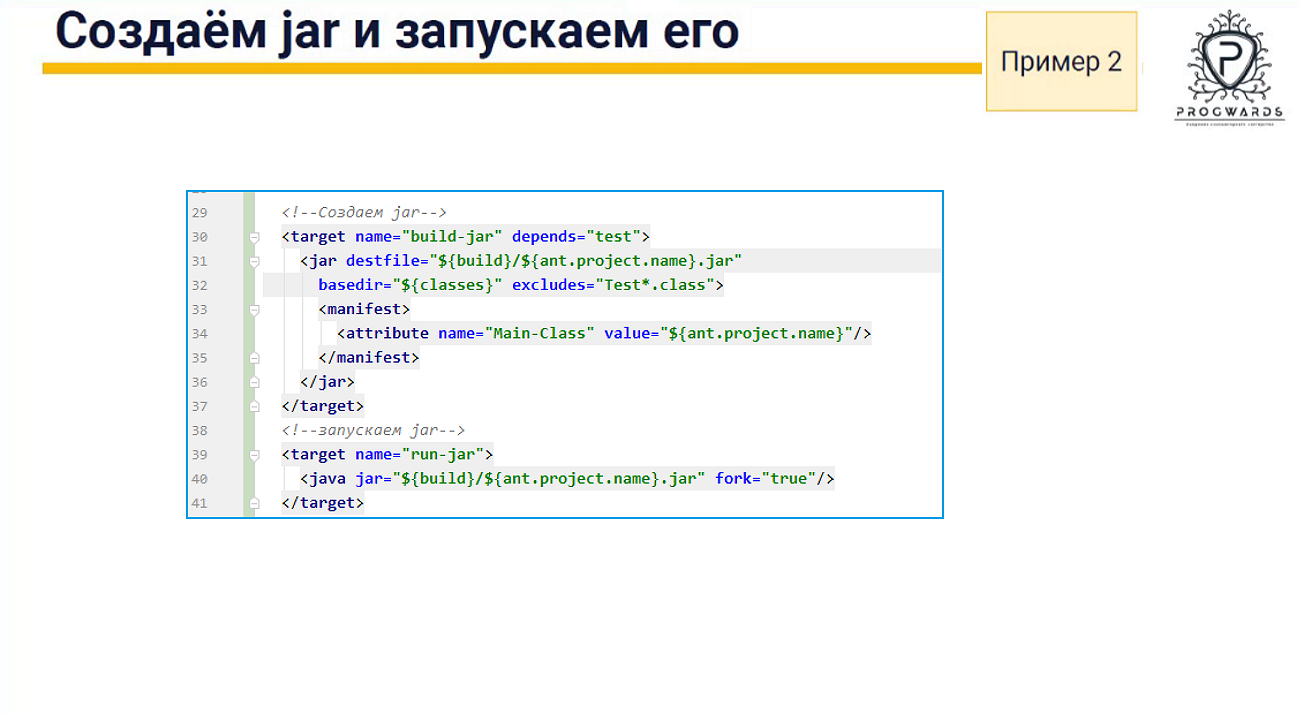 Создаём jar и запускаем его
Пример 2
PROGWARDS
29 <!--Создаем jar-->
30 <target name="build-jar" depends="test">
31 <jar destfile="${build}/${ant.project.name}.jar"
32 basedir="${classes}" excludes="Test*.class">
33 <manifest>
34 <attribute name="Main-Class" value="${ant.project.name}"/>
35 </manifest>
36 </jar>
37 </target>
38 <!--запускаем jar-->
39 <target name="run-jar">
40 <java jar="${build}/${ant.project.name}.jar" fork="true"/>
41 </target>